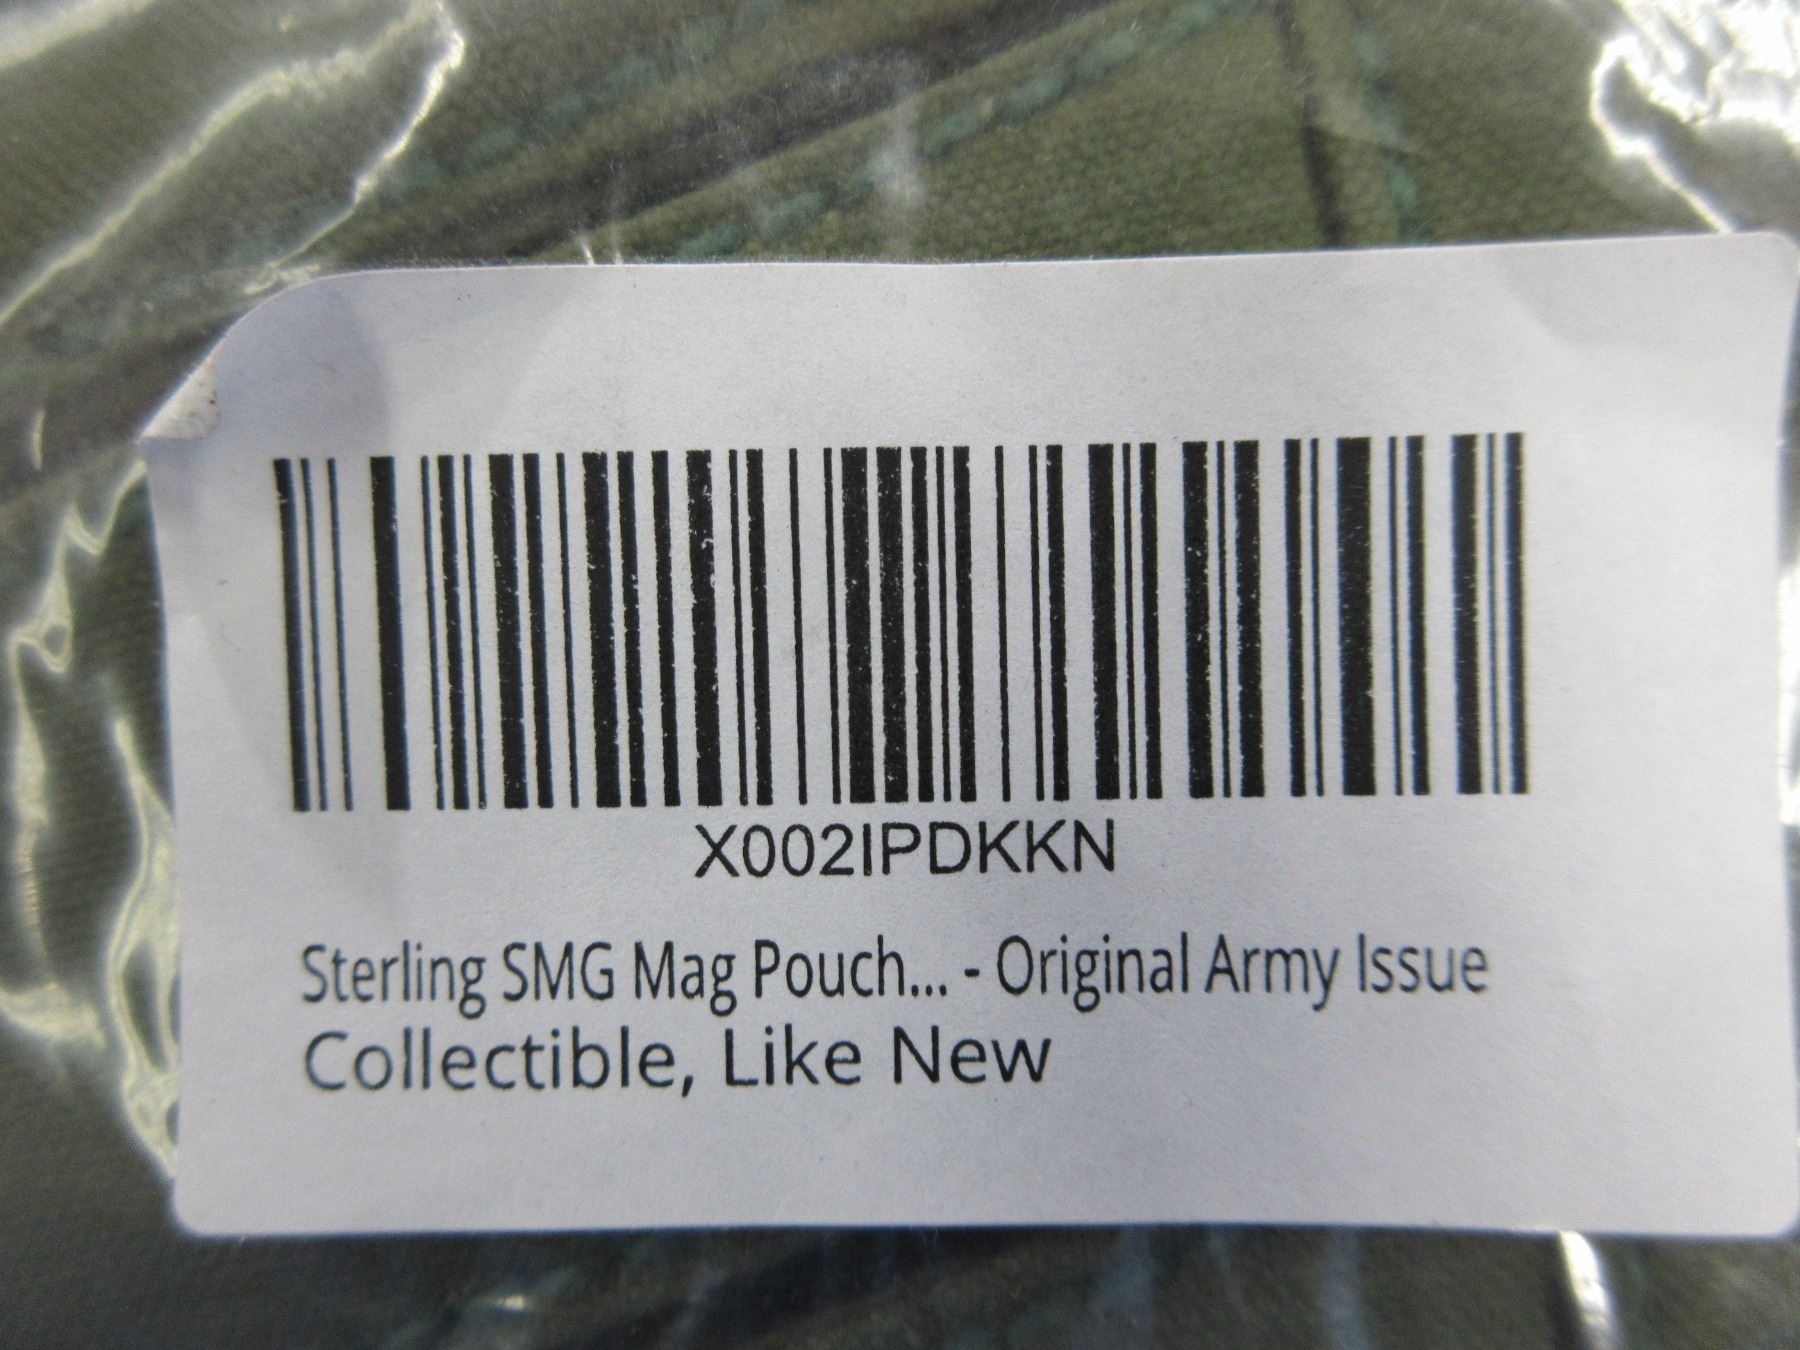 X002IPDKKN
Sterling SMG Mag Pouch... - Original Army Issue
Collectible, Like New